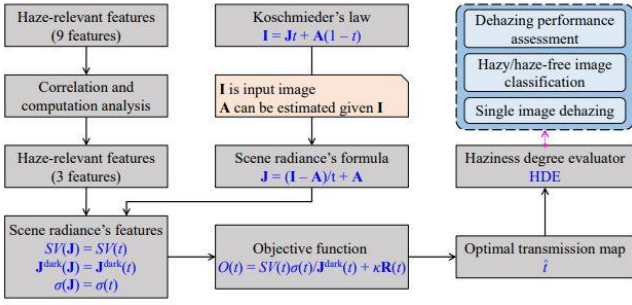 Haze-relevant features
(9 features)
Correlation and
computation analysis
Haze-relevant features
(3 features)
Scene radiance's features
SV(J) = SV(t)
J^dark(J) = J^dark(t)
σ(J) = σ(t)
Koschmieder's law
I = Jt + A(1 – t)
I is input image
A can be estimated given I
Scene radiance's formula
J = (I – A)/t + A
Objective function
O(t) = SV(t)σ(t)/J^dark(t) + κR(t)
Optimal transmission map
t̂
Haziness degree evaluator
HDE
Dehazing performance
assessment
Hazy/haze-free image
classification
Single image dehazing